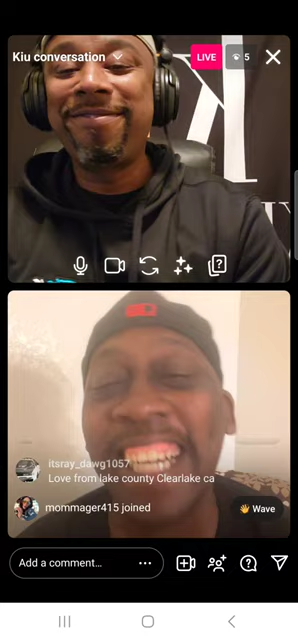 Kiu conversation
LIVE
5
itsray_dawg1057
Love from lake county Clearlake ca
mommager415 joined
👋 Wave
Add a comment...